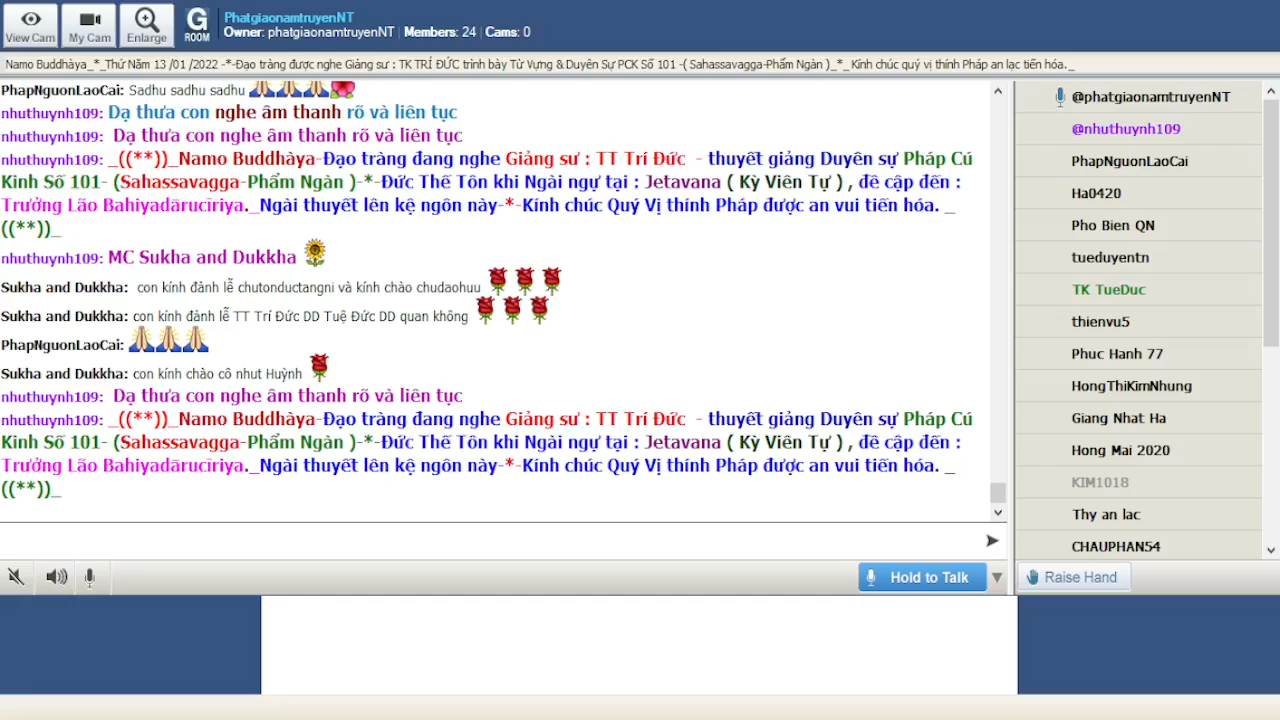 View Cam
My Cam
Enlarge
G
ROOM
PhatgiaonamtruyenNT
Owner: phatgiaonamtruyenNT | Members: 24 | Cams: 0
Namo Buddhàya_*_Thứ Năm 13 /01 /2022 -*-Đạo tràng được nghe Giảng sư : TK TRÍ ĐỨC trình bày Từ Vựng & Duyên Sự PCK Số 101 -( Sahassavagga-Phẩm Ngàn )_*_ Kính chúc quý vị thính Pháp an lạc tiến hóa._
PhapNguonLaoCai: Sadhu sadhu sadhu
nhuthuynh109: Dạ thưa con nghe âm thanh rõ và liên tục
nhuthuynh109: Dạ thưa con nghe âm thanh rõ và liên tục
nhuthuynh109: _((**))_Namo Buddhàya-Đạo tràng đang nghe Giảng sư : TT Trí Đức - thuyết giảng Duyên sự Pháp Cú
Kinh Số 101- (Sahassavagga-Phẩm Ngàn )-*-Đức Thế Tôn khi Ngài ngự tại : Jetavana ( Kỳ Viên Tự ) , đề cập đến :
Trưởng Lão Bahiyadārucīriya._Ngài thuyết lên kệ ngôn này-*-Kính chúc Quý Vị thính Pháp được an vui tiến hóa. _
((**))_
nhuthuynh109: MC Sukha and Dukkha
Sukha and Dukkha: con kính đảnh lễ chutonductangni và kính chào chudaohuu
Sukha and Dukkha: con kính đảnh lễ TT Trí Đức DD Tuệ Đức DD quan không
PhapNguonLaoCai:
Sukha and Dukkha: con kính chào cô nhut Huỳnh
nhuthuynh109: Dạ thưa con nghe âm thanh rõ và liên tục
nhuthuynh109: _((**))_Namo Buddhàya-Đạo tràng đang nghe Giảng sư : TT Trí Đức - thuyết giảng Duyên sự Pháp Cú
Kinh Số 101- (Sahassavagga-Phẩm Ngàn )-*-Đức Thế Tôn khi Ngài ngự tại : Jetavana ( Kỳ Viên Tự ) , đề cập đến :
Trưởng Lão Bahiyadārucīriya._Ngài thuyết lên kệ ngôn này-*-Kính chúc Quý Vị thính Pháp được an vui tiến hóa. _
((**))_
@phatgiaonamtruyenNT
@nhuthuynh109
PhapNguonLaoCai
Ha0420
Pho Bien QN
tueduyentn
TK TueDuc
thienvu5
Phuc Hanh 77
HongThiKimNhung
Giang Nhat Ha
Hong Mai 2020
KIM1018
Thy an lac
CHAUPHAN54
Hold to Talk
Raise Hand